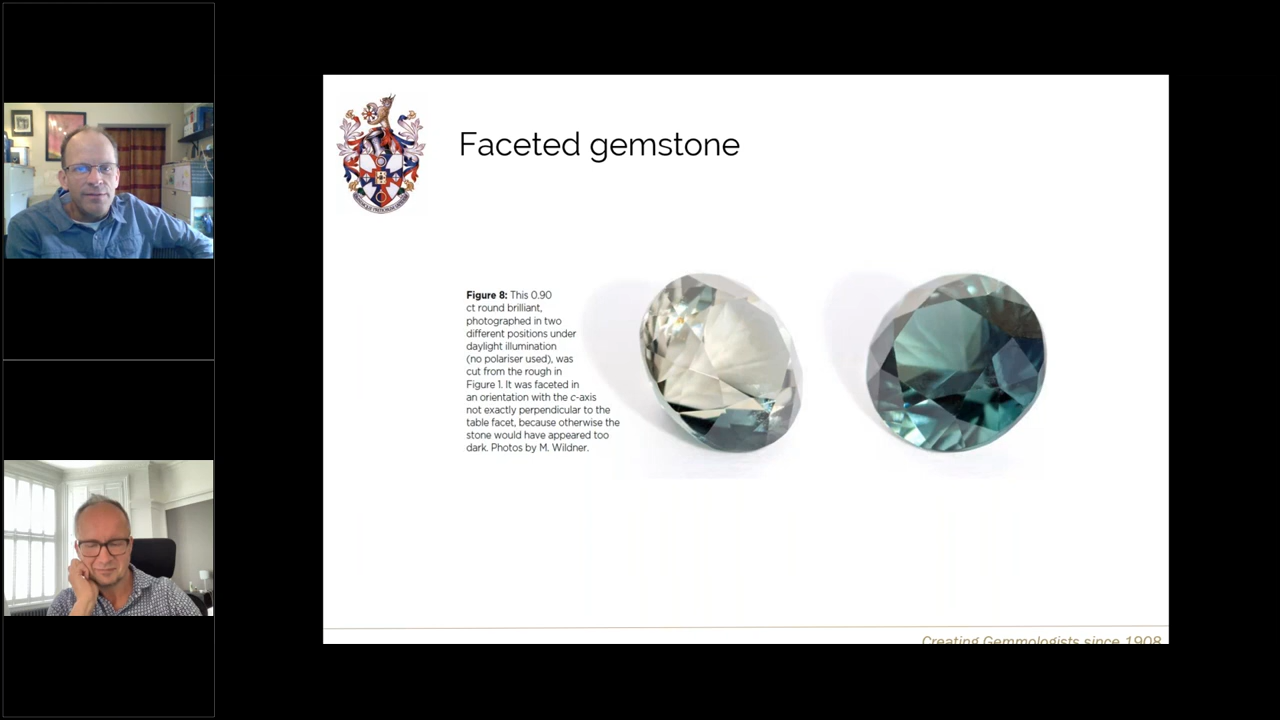 Faceted gemstone
Figure 8: This 0.90
ct round brilliant,
photographed in two
different positions under
daylight illumination
(no polariser used), was
cut from the rough in
Figure 1. It was faceted in
an orientation with the c-axis
not exactly perpendicular to the
table facet, because otherwise the
stone would have appeared too
dark. Photos by M. Wildner.
Creating Gemmologists since 1908